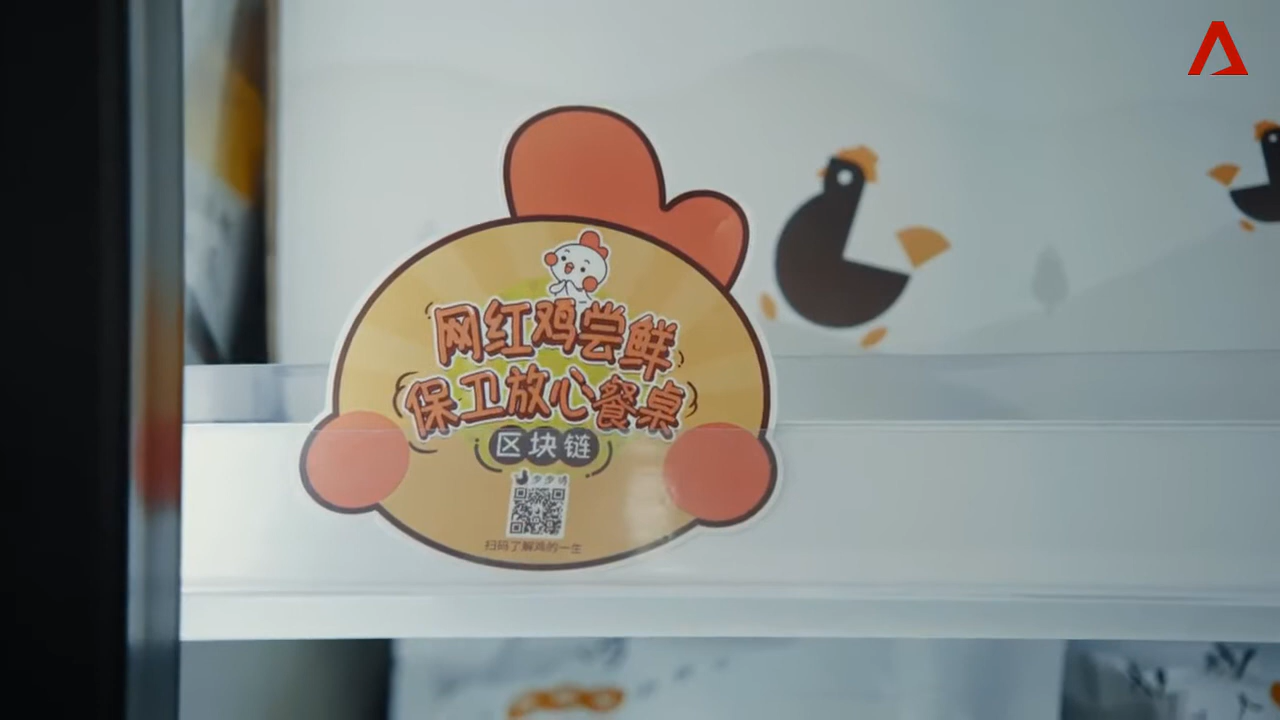 网红鸡尝鲜
保卫放心餐桌
区块链
扫码了解鸡的一生